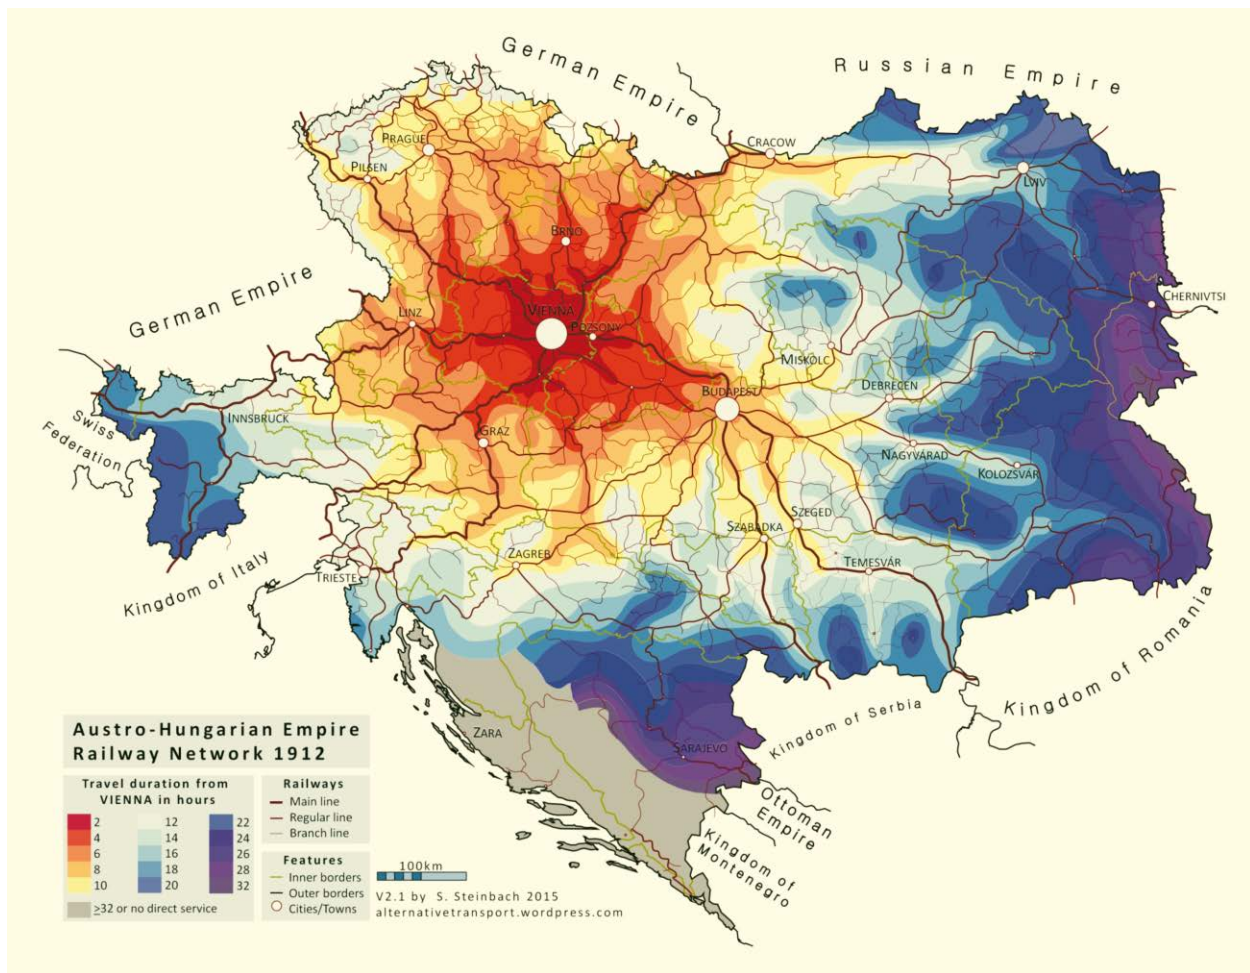 German Empire
Russian Empire
CRACOW
PRAGUE
PILSEN
LVIV
BRNO
German Empire
CHERNIVTSI
LINZ
VIENNA
POZSONY
MISKOLC
DEBRECEN
BUDAPEST
INNSBRUCK
Swiss
Federation
GRAZ
NAGYVÁRAD
KOLOZSVÁR
SZEGED
SZABADKA
ZAGREB
TEMESVÁR
TRIESTE
Kingdom of Italy
Kingdom of Romania
Kingdom of Serbia
ZARA
SARAJEVO
Ottoman
Empire
Kingdom of
Montenegro
Austro-Hungarian Empire
Railway Network 1912
Travel duration from
VIENNA in hours
2
4
6
8
10
12
14
16
18
20
22
24
26
28
32
≥32 or no direct service
Railways
Main line
Regular line
Branch line
Features
Inner borders
Outer borders
Cities/Towns
100km
V2.1 by S. Steinbach 2015
alternativetransport.wordpress.com